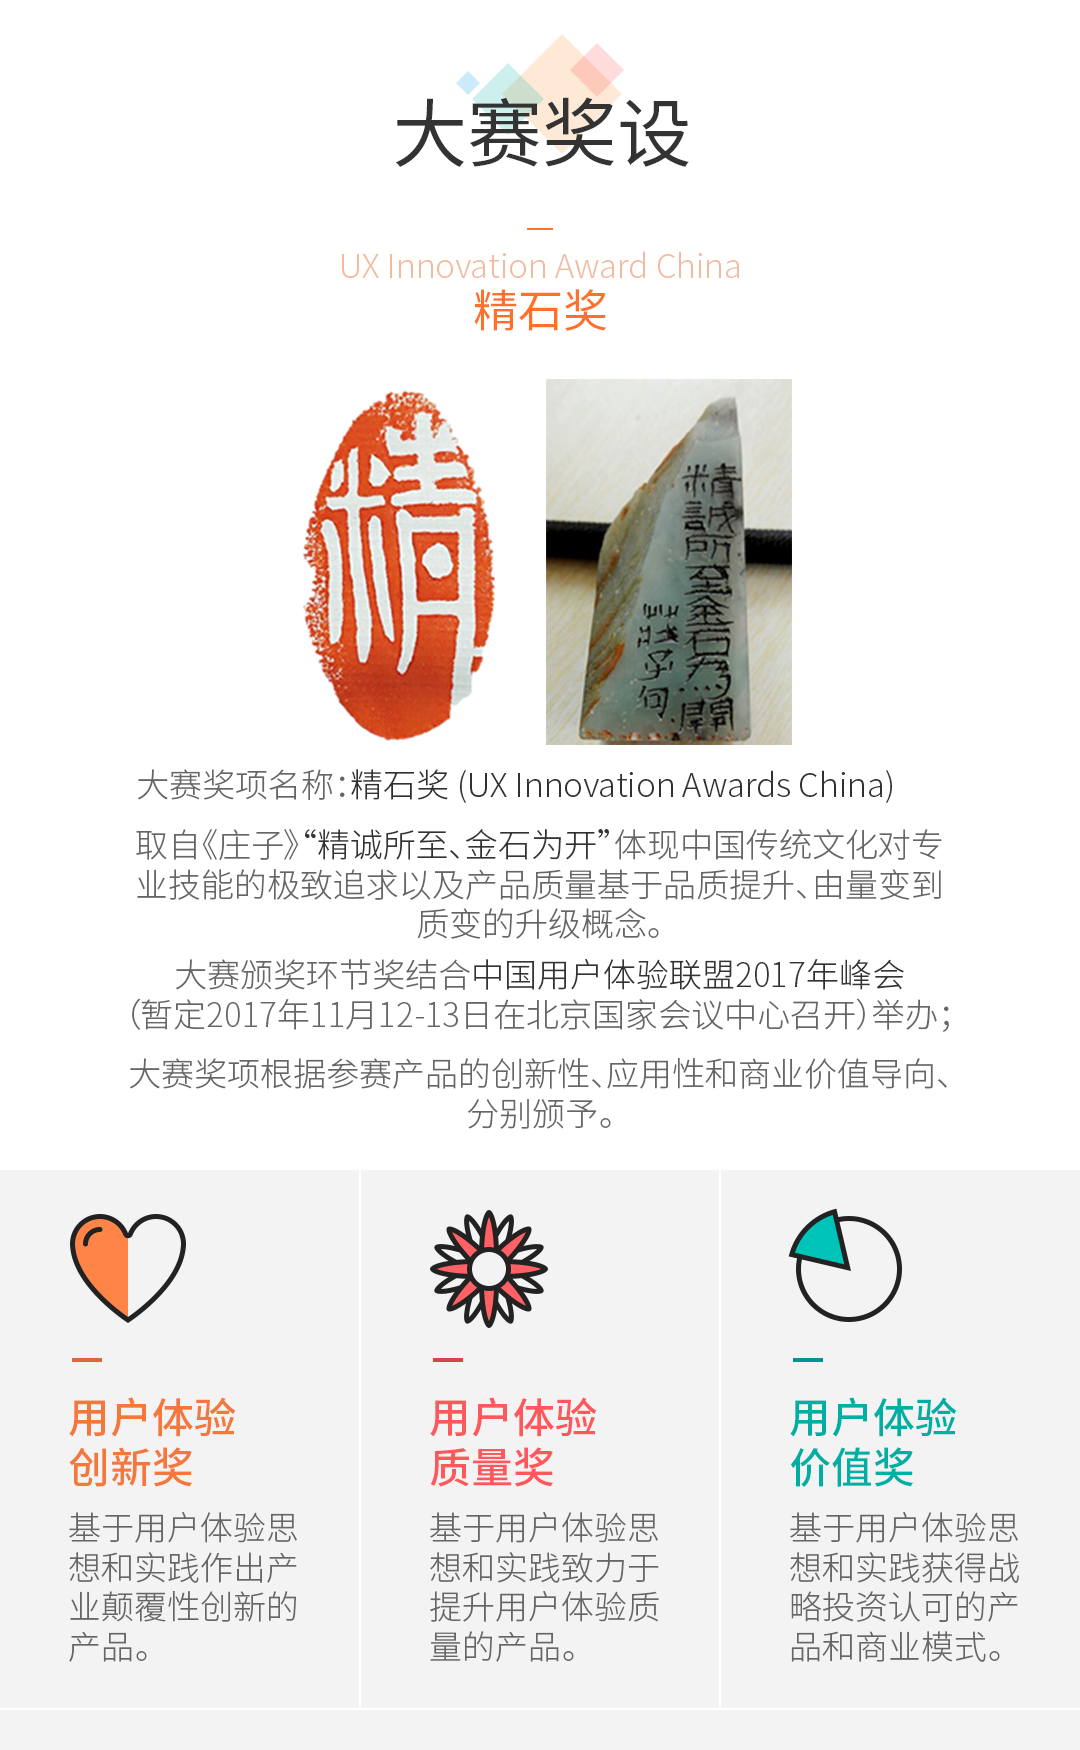 大赛奖设
UX Innovation Award China
精石奖
精
精誠所至金石為開
大赛奖项名称：精石奖 (UX Innovation Awards China)
取自《庄子》“精诚所至、金石为开”体现中国传统文化对专
业技能的极致追求以及产品质量基于品质提升、由量变到
质变的升级概念。
大赛颁奖环节奖结合中国用户体验联盟2017年峰会
（暂定2017年11月12-13日在北京国家会议中心召开）举办；
大赛奖项根据参赛产品的创新性、应用性和商业价值导向、
分别颁予。
用户体验
创新奖
基于用户体验思
想和实践作出产
业颠覆性创新的
产品。
用户体验
质量奖
基于用户体验思
想和实践致力于
提升用户体验质
量的产品。
用户体验
价值奖
基于用户体验思
想和实践获得战
略投资认可的产
品和商业模式。